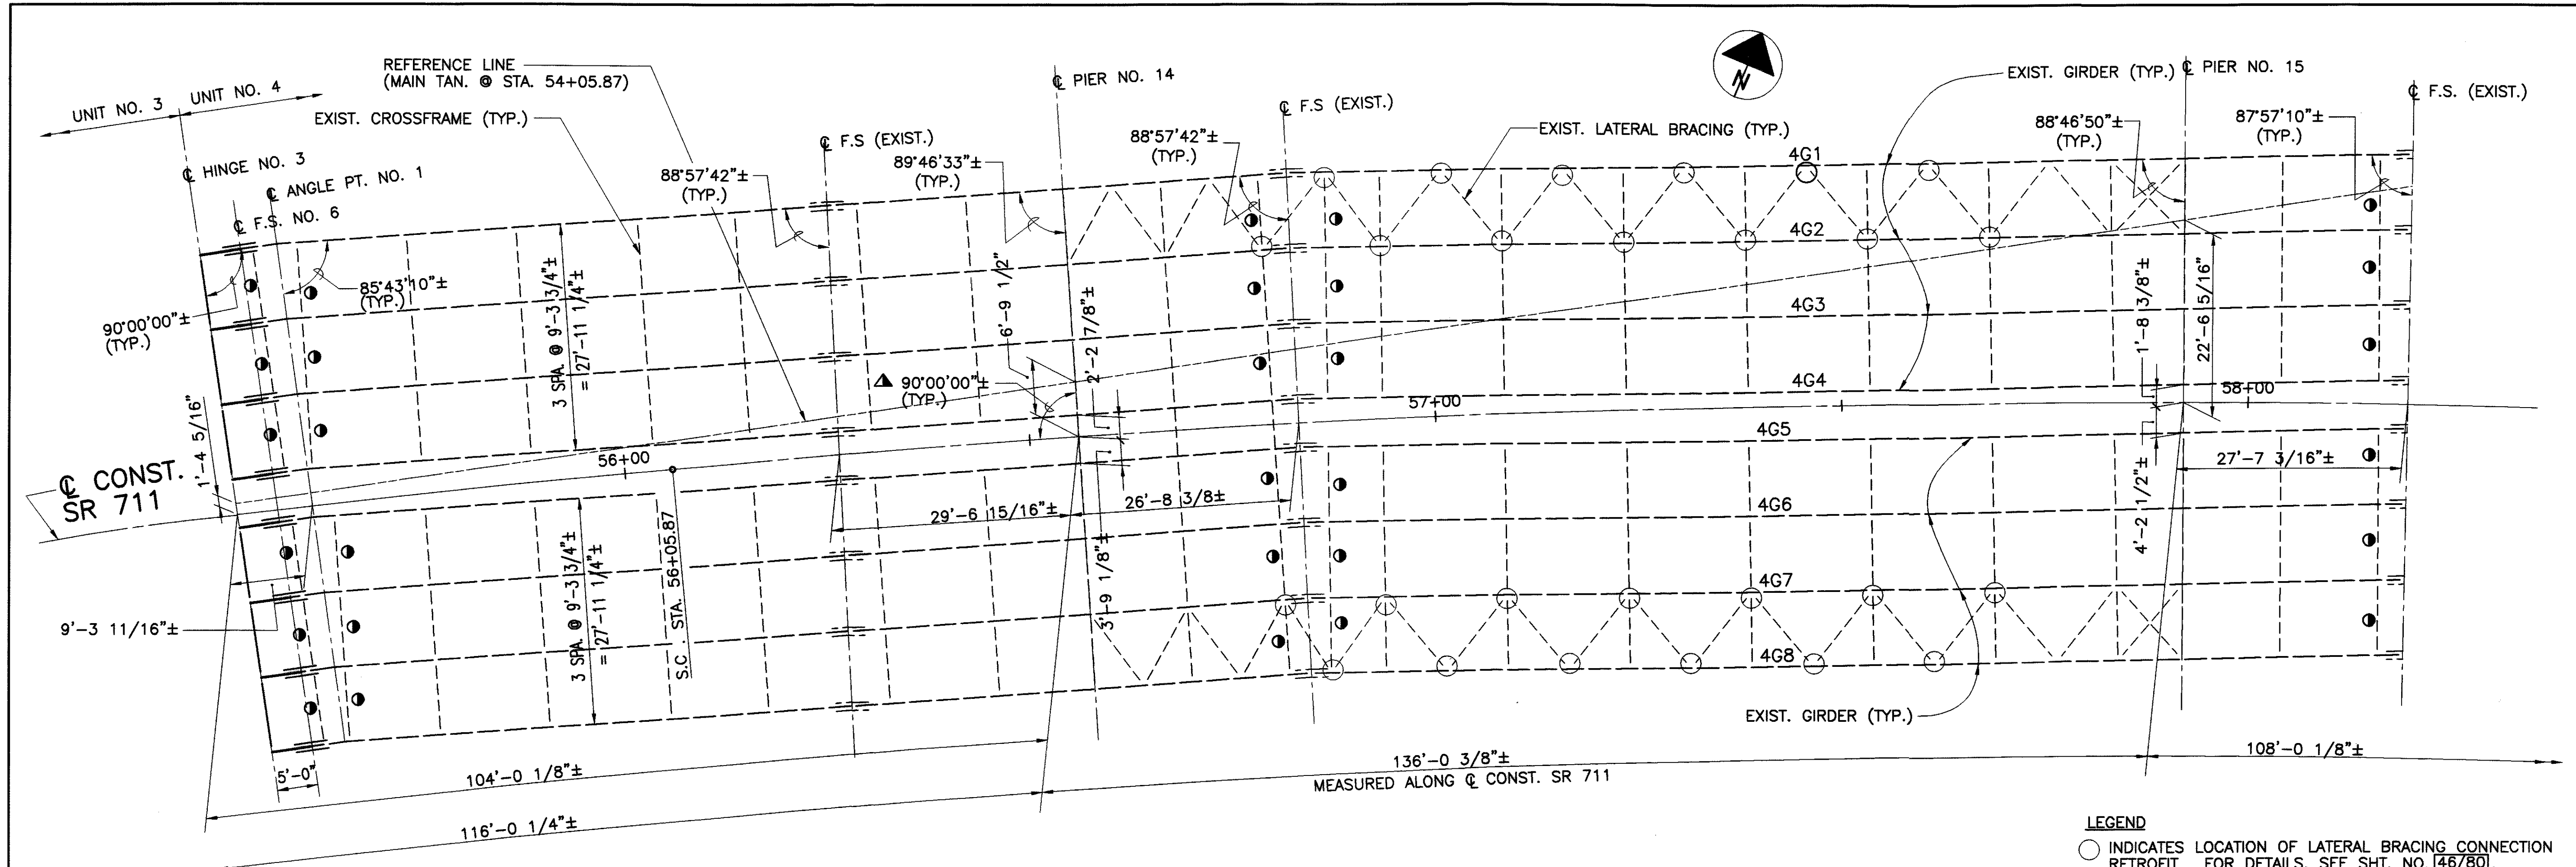 REFERENCE LINE
(MAIN TAN. @ STA. 54+05.87)
UNIT NO. 3
UNIT NO. 4
EXIST. CROSSFRAME (TYP.)
℄ HINGE NO. 3
℄ ANGLE PT. NO. 1
℄ F.S. NO. 6
℄ F.S (EXIST.)
88°57'42"±
(TYP.)
89°46'33"±
(TYP.)
℄ PIER NO. 14
88°57'42"±
(TYP.)
℄ F.S (EXIST.)
N
EXIST. LATERAL BRACING (TYP.)
EXIST. GIRDER (TYP.)
℄ PIER NO. 15
℄ F.S. (EXIST.)
88°46'50"±
(TYP.)
87°57'10"±
(TYP.)
90°00'00"±
(TYP.)
85°43'10"±
(TYP.)
3 SPA. @ 9'-3 3/4"±
= 27'-11 1/4"±
6'-9 1/2"
2'-2 7/8"±
90°00'00"±
(TYP.)
4G1
4G2
4G3
4G4
4G5
4G6
4G7
4G8
1'-8 3/8"±
22'-6 5/16"
57+00
58+00
56+00
1'-4 5/16"
℄ CONST.
SR 711
29'-6 15/16"±
26'-8 3/8±
27'-7 3/16"±
4'-2 1/2"±
3'-9 1/8"±
3 SPA. @ 9'-3 3/4"±
= 27'-11 1/4"±
S.C. STA. 56+05.87
9'-3 11/16"±
EXIST. GIRDER (TYP.)
5'-0"
104'-0 1/8"±
136'-0 3/8"±
MEASURED ALONG ℄ CONST. SR 711
108'-0 1/8"±
116'-0 1/4"±
LEGEND
INDICATES LOCATION OF LATERAL BRACING CONNECTION
RETROFIT. FOR DETAILS, SEE SHT. NO. 46/80.